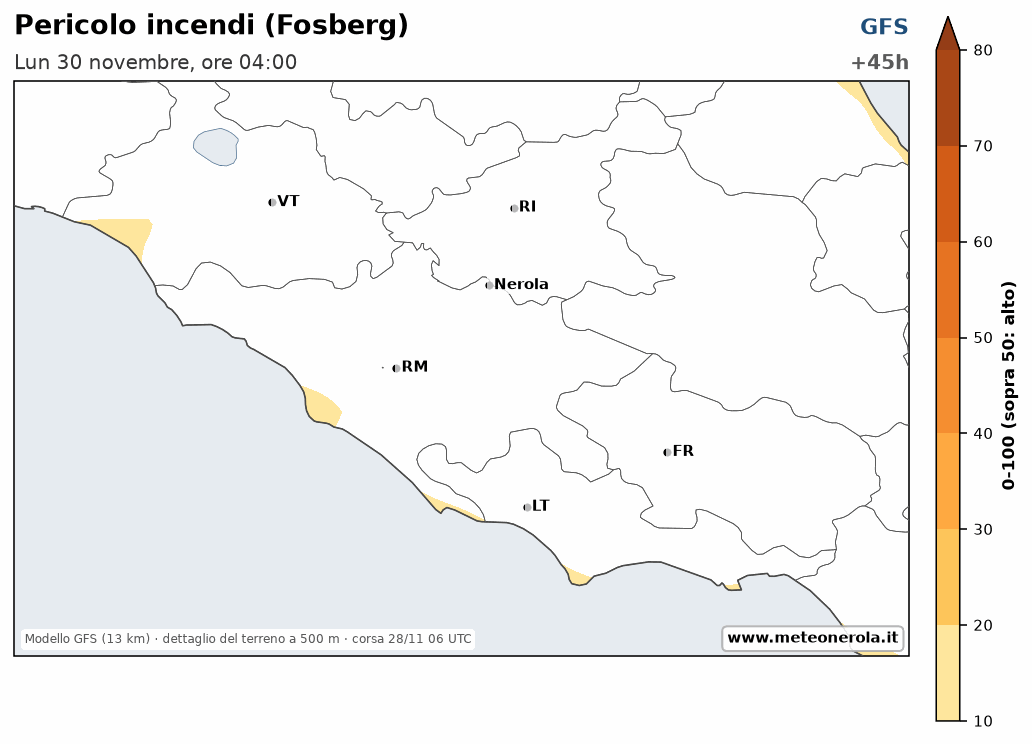 Pericolo incendi (Fosberg)
GFS
Lun 30 novembre, ore 04:00
+45h
VT
RI
Nerola
RM
FR
LT
Modello GFS (13 km) · dettaglio del terreno a 500 m · corsa 28/11 06 UTC
www.meteonerola.it
80
70
60
50
40
30
20
10
0-100 (sopra 50: alto)